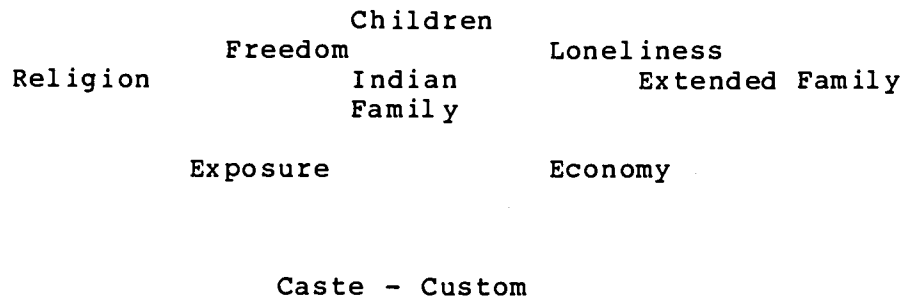 Children
Freedom Loneliness
Religion Indian Extended Family
Family
Exposure Economy
Caste - Custom